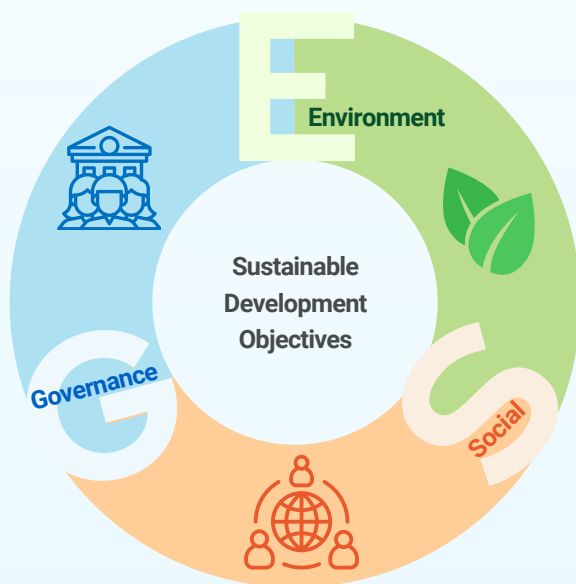 E
Environment
Sustainable
Development
Objectives
G
Governance
S
Social